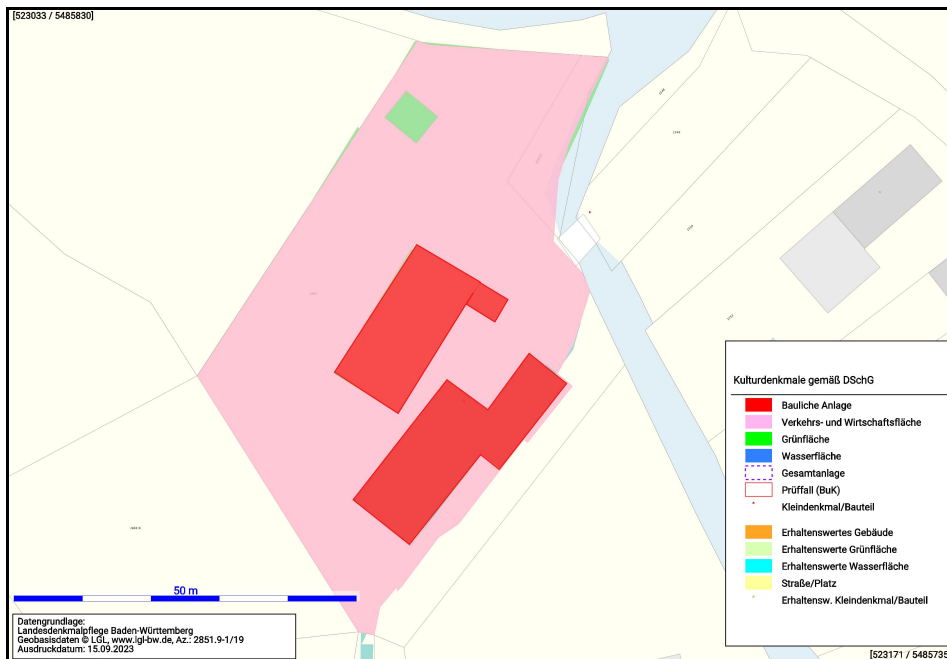 [523033 / 5485830]
Kulturdenkmale gemäß DSchG
Bauliche Anlage
Verkehrs- und Wirtschaftsfläche
Grünfläche
Wasserfläche
Gesamtanlage
Prüffall (BuK)
Kleindenkmal/Bauteil
Erhaltenswertes Gebäude
Erhaltenswerte Grünfläche
Erhaltenswerte Wasserfläche
Straße/Platz
Erhaltensw. Kleindenkmal/Bauteil
50 m
Datengrundlage:
Landesdenkmalpflege Baden-Württemberg
Geobasisdaten © LGL, www.lgl-bw.de, Az.: 2851.9-1/19
Ausdruckdatum: 15.09.2023
[523171 / 5485735]